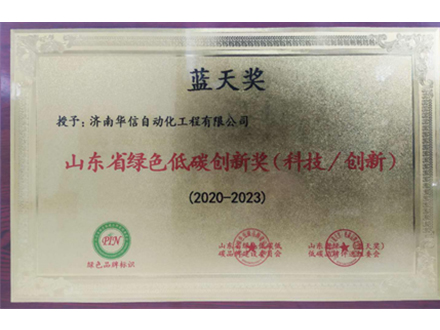 蓝天奖
授予：济南华信自动化工程有限公司
山东省绿色低碳创新奖(科技/创新)
(2020-2023)
PIN
绿色品牌标识